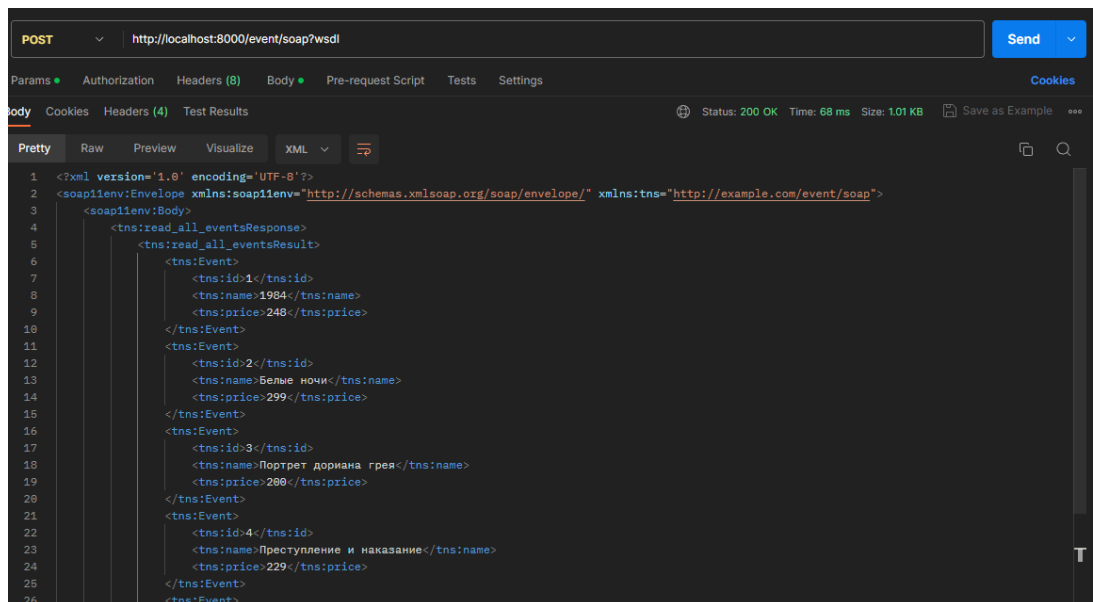 POST http://localhost:8000/event/soap?wsdl Send
Params Authorization Headers (8) Body Pre-request Script Tests Settings Cookies
Body Cookies Headers (4) Test Results Status: 200 OK Time: 68 ms Size: 1.01 KB Save as Example
Pretty Raw Preview Visualize XML
1 <?xml version='1.0' encoding='UTF-8'?>
2 <soap11env:Envelope xmlns:soap11env="http://schemas.xmlsoap.org/soap/envelope/" xmlns:tns="http://example.com/event/soap">
3 <soap11env:Body>
4 <tns:read_all_eventsResponse>
5 <tns:read_all_eventsResult>
6 <tns:Event>
7 <tns:id>1</tns:id>
8 <tns:name>1984</tns:name>
9 <tns:price>248</tns:price>
10 </tns:Event>
11 <tns:Event>
12 <tns:id>2</tns:id>
13 <tns:name>Белые ночи</tns:name>
14 <tns:price>299</tns:price>
15 </tns:Event>
16 <tns:Event>
17 <tns:id>3</tns:id>
18 <tns:name>Портрет дориана грея</tns:name>
19 <tns:price>200</tns:price>
20 </tns:Event>
21 <tns:Event>
22 <tns:id>4</tns:id>
23 <tns:name>Преступление и наказание</tns:name>
24 <tns:price>229</tns:price>
25 </tns:Event>
26 <tns:Event>